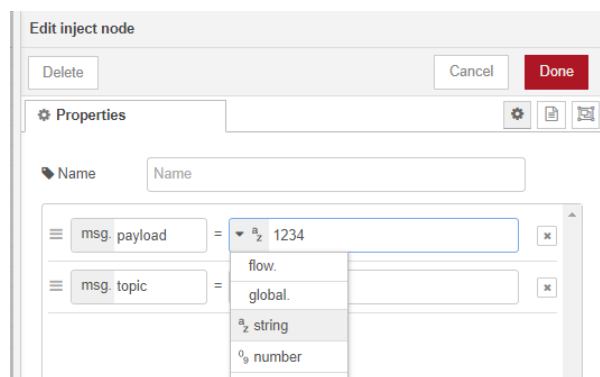 Edit inject node
Delete Cancel Done
Properties
Name Name
msg. payload = az 1234
flow.
msg. topic =
global.
az string
09 number